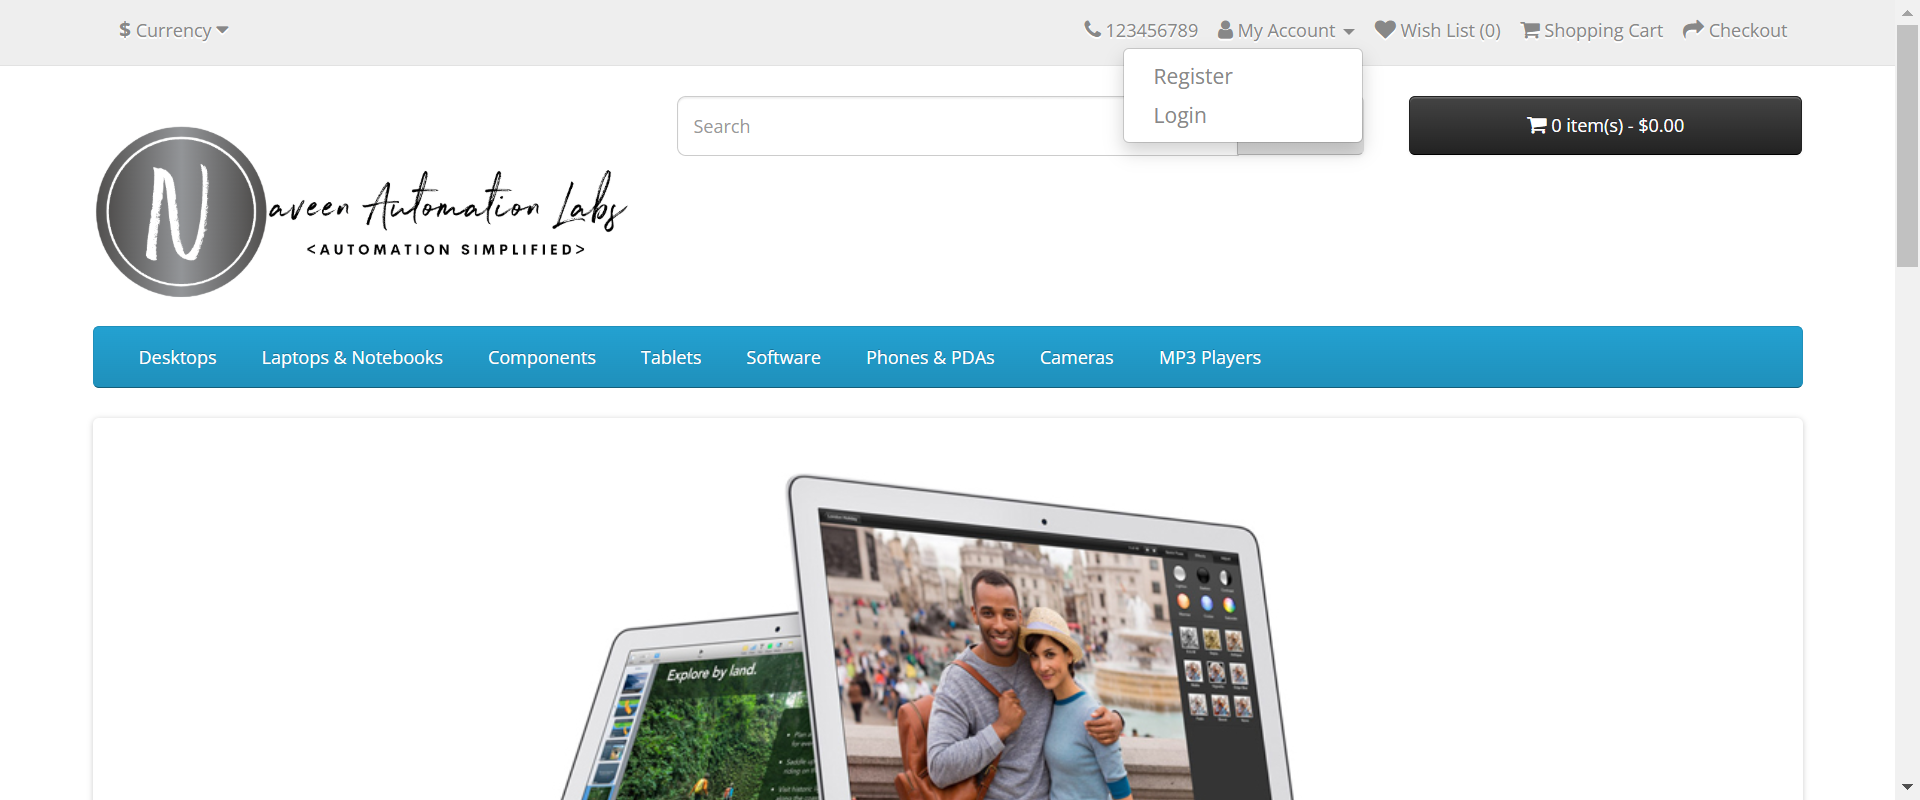 $ Currency
123456789 My Account Wish List (0) Shopping Cart Checkout
Register
Login
Search
0 item(s) - $0.00
N
aveen Automation Labs
<AUTOMATION SIMPLIFIED>
Desktops Laptops & Notebooks Components Tablets Software Phones & PDAs Cameras MP3 Players
Explore by land.